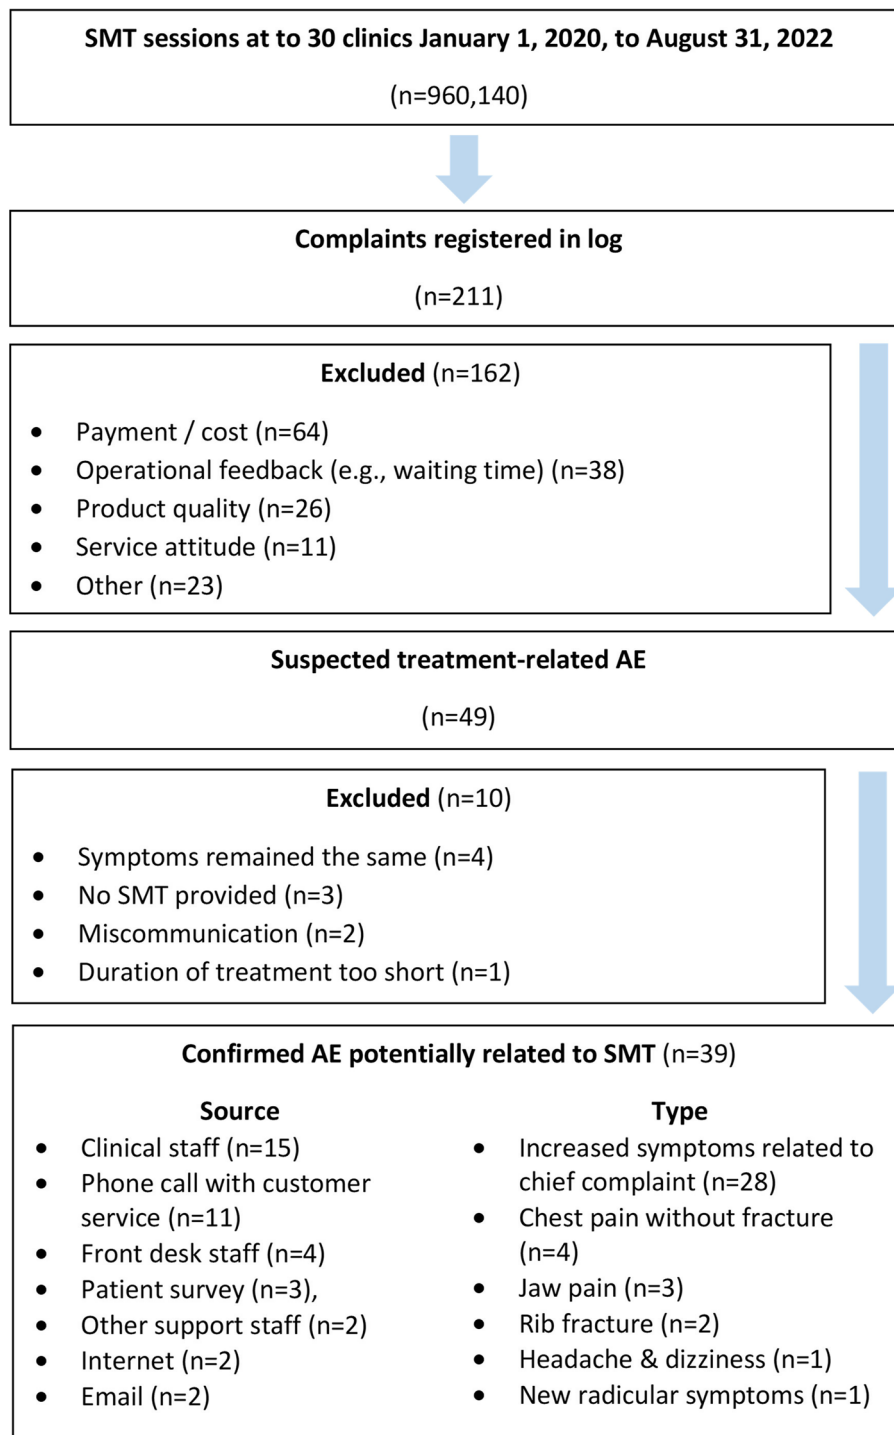 SMT sessions at to 30 clinics January 1, 2020, to August 31, 2022
(n=960,140)
Complaints registered in log
(n=211)
Excluded (n=162)
• Payment / cost (n=64)
• Operational feedback (e.g., waiting time) (n=38)
• Product quality (n=26)
• Service attitude (n=11)
• Other (n=23)
Suspected treatment-related AE
(n=49)
Excluded (n=10)
• Symptoms remained the same (n=4)
• No SMT provided (n=3)
• Miscommunication (n=2)
• Duration of treatment too short (n=1)
Confirmed AE potentially related to SMT (n=39)
Source
• Clinical staff (n=15)
• Phone call with customer
service (n=11)
• Front desk staff (n=4)
• Patient survey (n=3),
• Other support staff (n=2)
• Internet (n=2)
• Email (n=2)
Type
• Increased symptoms related to
chief complaint (n=28)
• Chest pain without fracture
(n=4)
• Jaw pain (n=3)
• Rib fracture (n=2)
• Headache & dizziness (n=1)
• New radicular symptoms (n=1)